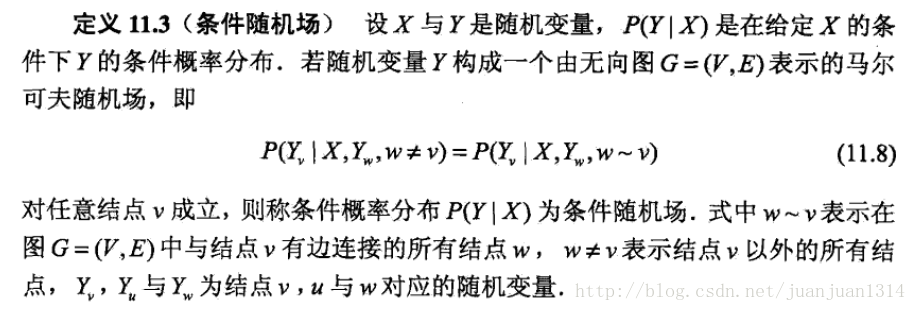 定义 11.3（条件随机场） 设 X 与 Y 是随机变量，P(Y | X) 是在给定 X 的条
件下 Y 的条件概率分布．若随机变量 Y 构成一个由无向图 G = (V, E) 表示的马尔
可夫随机场，即
P(Y_v | X, Y_w, w ≠ v) = P(Y_v | X, Y_w, w ~ v) (11.8)
对任意结点 v 成立，则称条件概率分布 P(Y | X) 为条件随机场．式中 w ~ v 表示在
图 G = (V, E) 中与结点 v 有边连接的所有结点 w，w ≠ v 表示结点 v 以外的所有结
点，Y_v，Y_u 与 Y_w 为结点 v，u 与 w 对应的随机变量．
http://blog.csdn.net/juanjuan1314